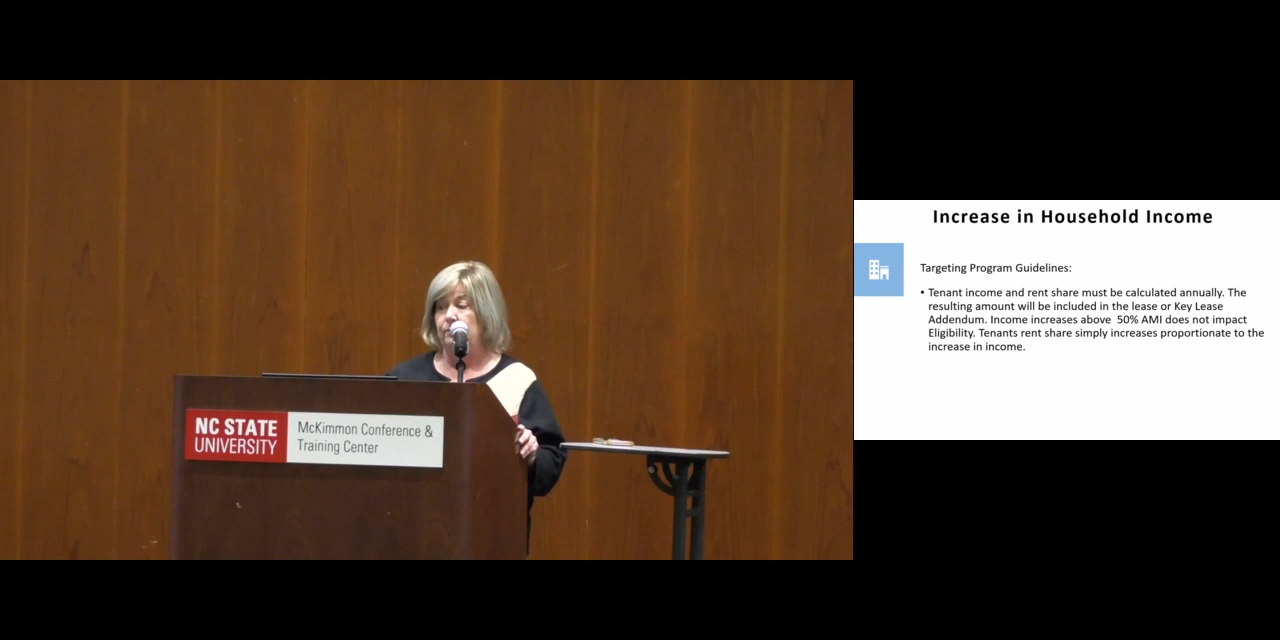 NC STATE
UNIVERSITY
McKimmon Conference &
Training Center
Increase in Household Income
Targeting Program Guidelines:
• Tenant income and rent share must be calculated annually. The
resulting amount will be included in the lease or Key Lease
Addendum. Income increases above  50% AMI does not impact
Eligibility. Tenants rent share simply increases proportionate to the
increase in income.